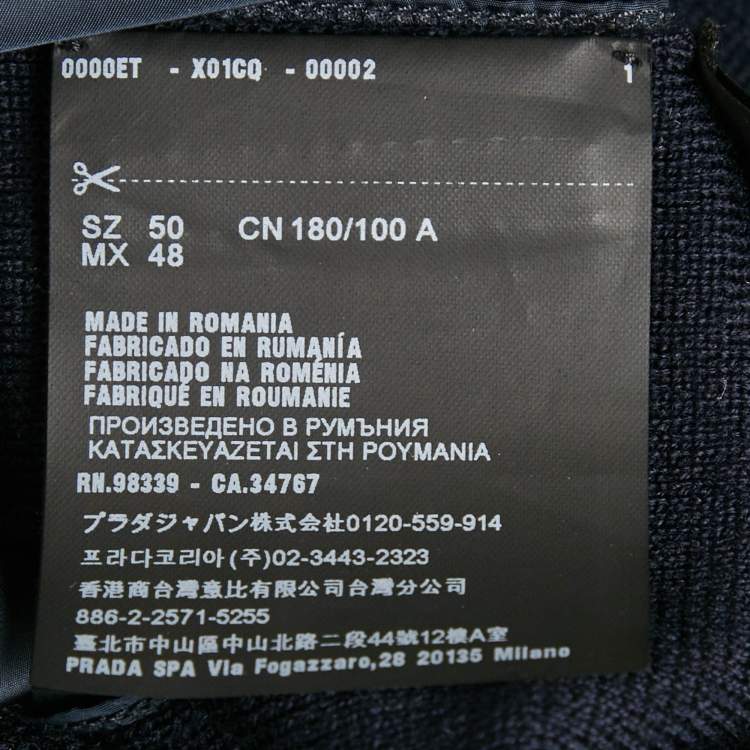 0000ET - X01CQ - 00002 1
SZ 50 CN 180/100 A
MX 48
MADE IN ROMANIA
FABRICADO EN RUMANÍA
FABRICADO NA ROMÉNIA
FABRIQUÉ EN ROUMANIE
ПРОИЗВЕДЕНО В РУМЪНИЯ
ΚΑΤΑΣΚΕΥΑΖΕΤΑΙ ΣΤΗ ΡΟΥΜΑΝΙΑ
RN.98339 - CA.34767
プラダジャパン株式会社0120-559-914
프라다코리아(주)02-3443-2323
香港商台灣意比有限公司台灣分公司
886-2-2571-5255
臺北市中山區中山北路二段44號12樓A室
PRADA SPA Via Fogazzaro,28 20135 Milano